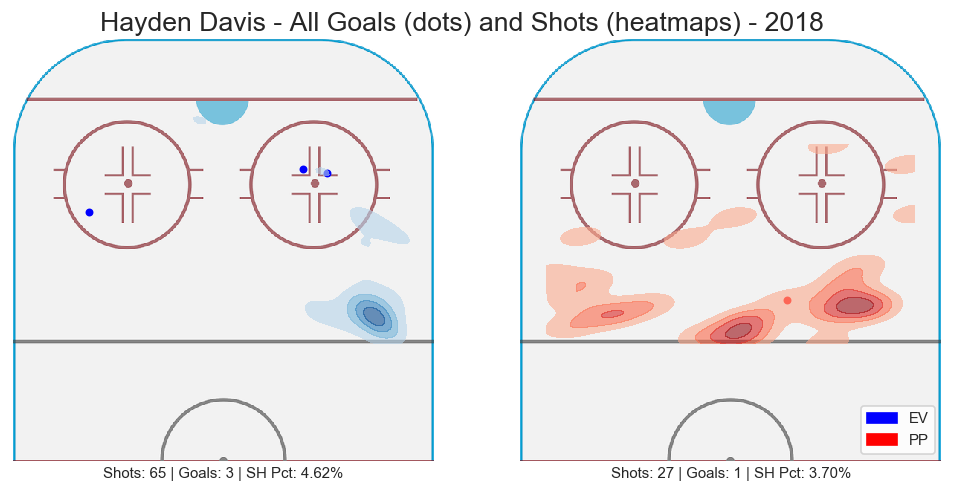 Hayden Davis - All Goals (dots) and Shots (heatmaps) - 2018
EV
PP
Shots: 65 | Goals: 3 | SH Pct: 4.62%
Shots: 27 | Goals: 1 | SH Pct: 3.70%